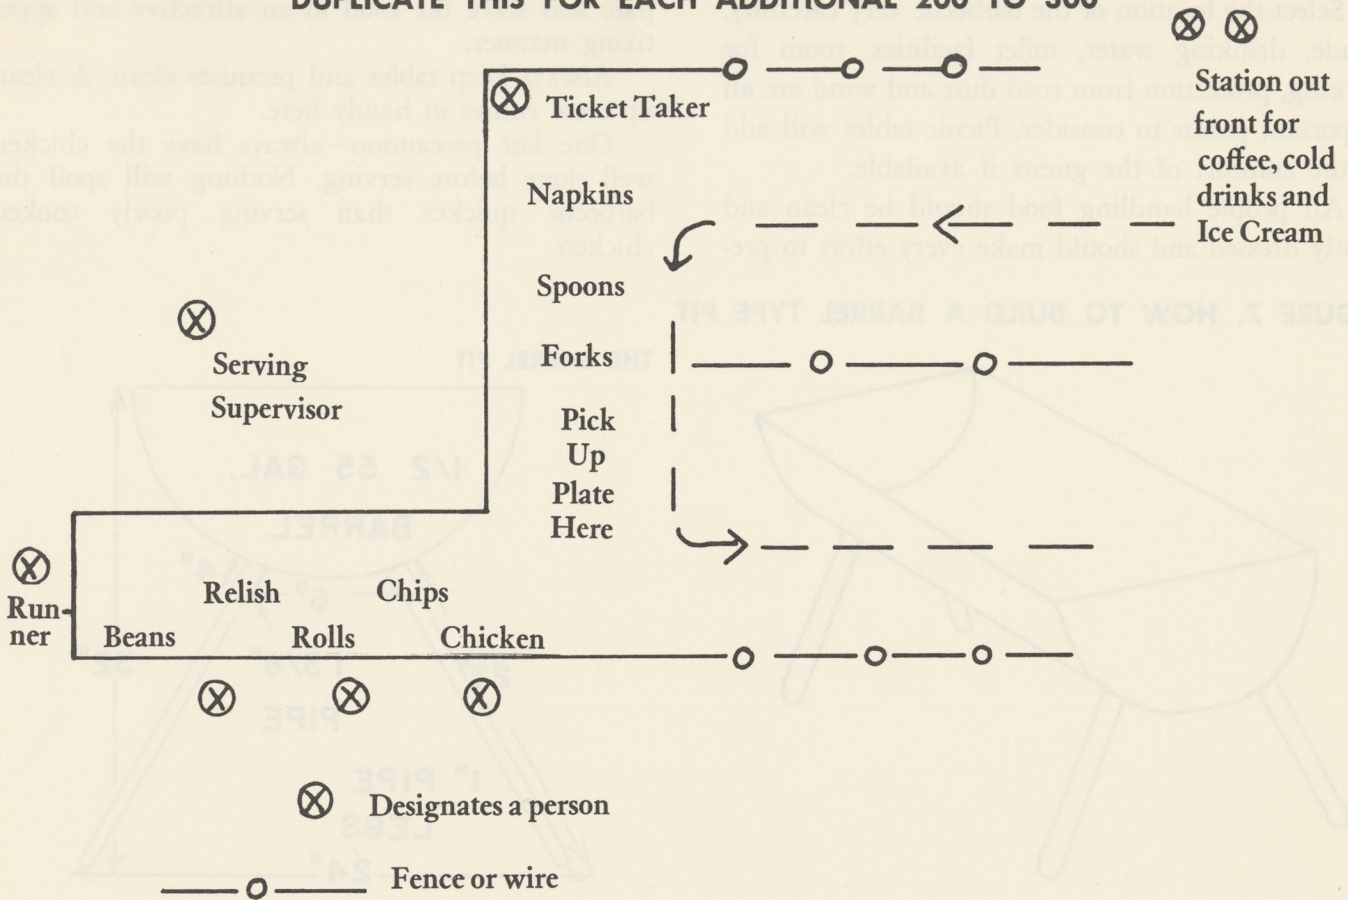 DUPLICATE THIS FOR EACH ADDITIONAL 200 TO 300
Ticket Taker
Station out
front for
coffee, cold
drinks and
Ice Cream
Napkins
Spoons
Forks
Pick
Up
Plate
Here
Serving
Supervisor
Run-
ner
Relish Chips
Beans Rolls Chicken
Designates a person
Fence or wire